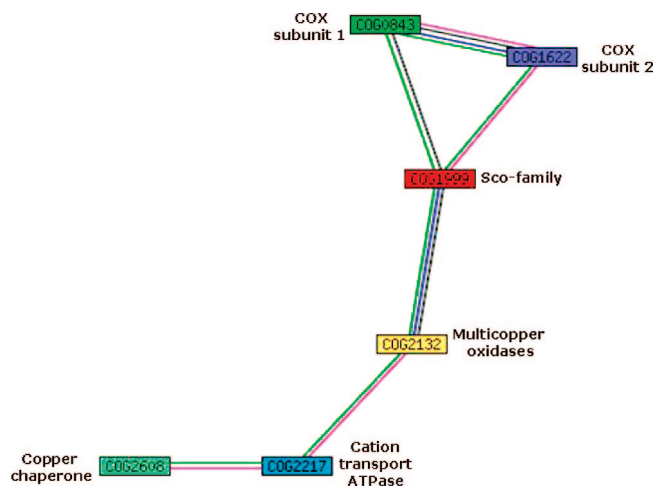 COX
subunit 1
COG0843
COG1622
COX
subunit 2
COG1999
Sco-family
COG2132
Multicopper
oxidases
Copper
chaperone
COG2608
COG2217
Cation
transport
ATPase